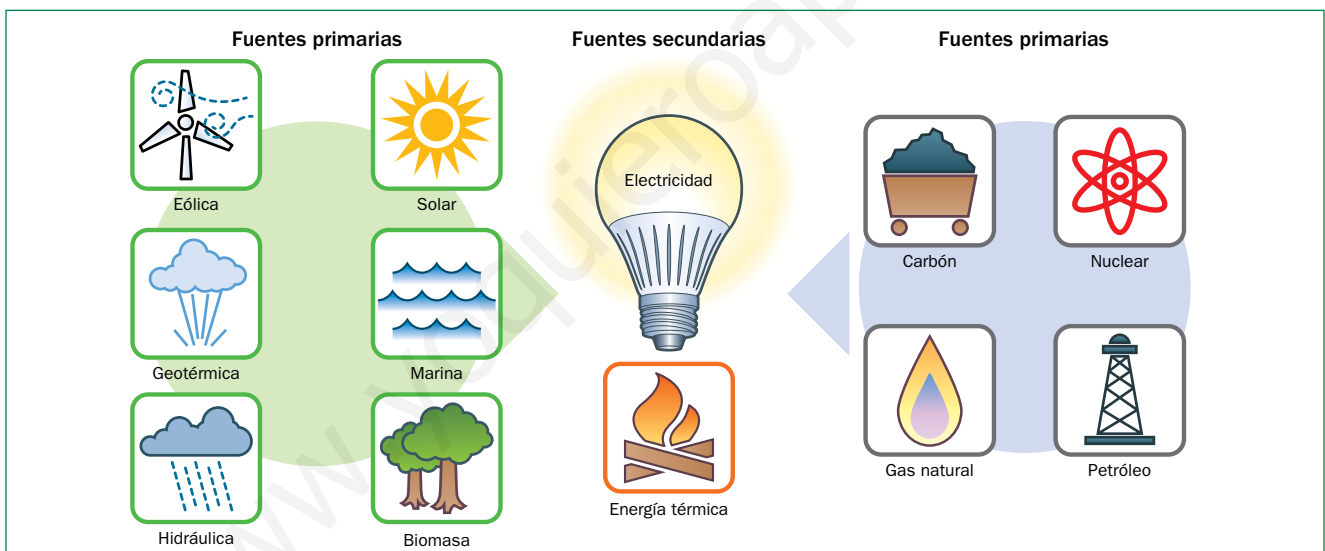 Fuentes primarias
Fuentes secundarias
Fuentes primarias
Eólica
Solar
Electricidad
Carbón
Nuclear
Geotérmica
Marina
Gas natural
Petróleo
Energía térmica
Hidráulica
Biomasa